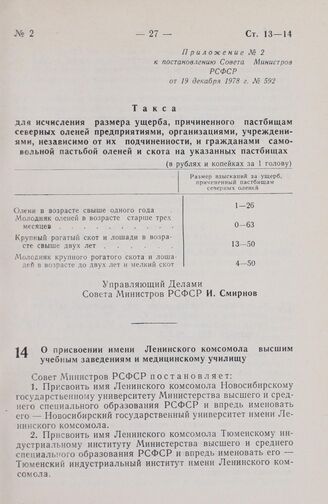 № 2 — 27 — Ст. 13—14
Приложение № 2
к постановлению Совета Министров
РСФСР
от 19 декабря 1978 г. № 592
Такса
для исчисления размера ущерба, причиненного пастбищам
северных оленей предприятиями, организациями, учреждени-
ями, независимо от их подчиненности, и гражданами само-
вольной пастьбой оленей и скота на указанных пастбищах
(в рублях и копейках за 1 голову)
Размер взысканий за ущерб,
причиненный пастбищам
северных оленей
Олени в возрасте свыше одного года . 1—26
Молодняк оленей в возрасте старше трех
месяцев . . . . . . . . 0—63
Крупный рогатый скот и лошади в возра-
сте свыше двух лет . . . . . 13—50
Молодняк крупного рогатого скота и лоша-
дей в возрасте до двух лет и мелкий скот 4—50
Управляющий Делами
Совета Министров РСФСР И. Смирнов
14 О присвоении имени Ленинского комсомола высшим
учебным заведениям и медицинскому училищу
Совет Министров РСФСР постановляет:
1. Присвоить имя Ленинского комсомола Новосибирскому
государственному университету Министерства высшего и сред-
него специального образования РСФСР и впредь именовать
его — Новосибирский государственный университет имени Ле-
нинского комсомола.
2. Присвоить имя Ленинского комсомола Тюменскому ин-
дустриальному институту Министерства высшего и среднего
специального образования РСФСР и впредь именовать его —
Тюменский индустриальный институт имени Ленинского ком-
сомола.